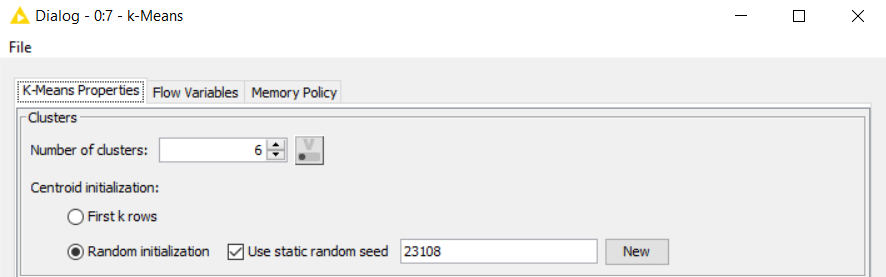 Dialog - 0:7 - k-Means
File
K-Means Properties Flow Variables Memory Policy
Clusters
Number of clusters: 6 V
Centroid initialization:
First k rows
Random initialization Use static random seed 23108 New